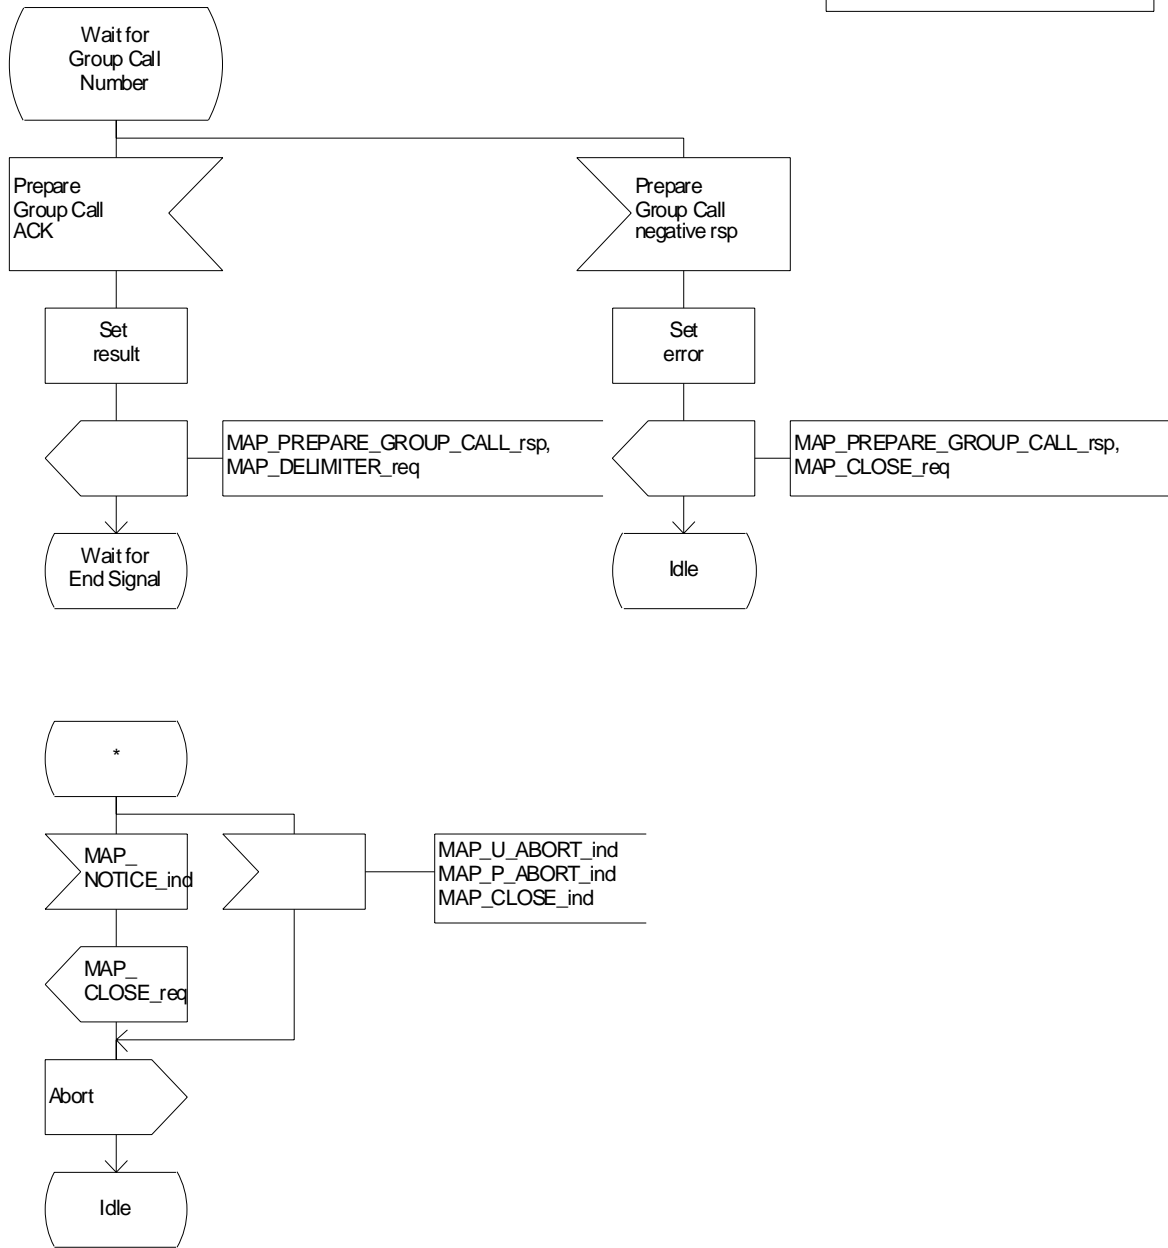 Wait for
Group Call
Number
Prepare
Group Call
ACK
Prepare
Group Call
negative rsp
Set
result
Set
error
MAP_PREPARE_GROUP_CALL_rsp,
MAP_DELIMITER_req
MAP_PREPARE_GROUP_CALL_rsp,
MAP_CLOSE_req
Wait for
End Signal
Idle
*
MAP_
NOTICE_ind
MAP_U_ABORT_ind
MAP_P_ABORT_ind
MAP_CLOSE_ind
MAP_
CLOSE_req
Abort
Idle